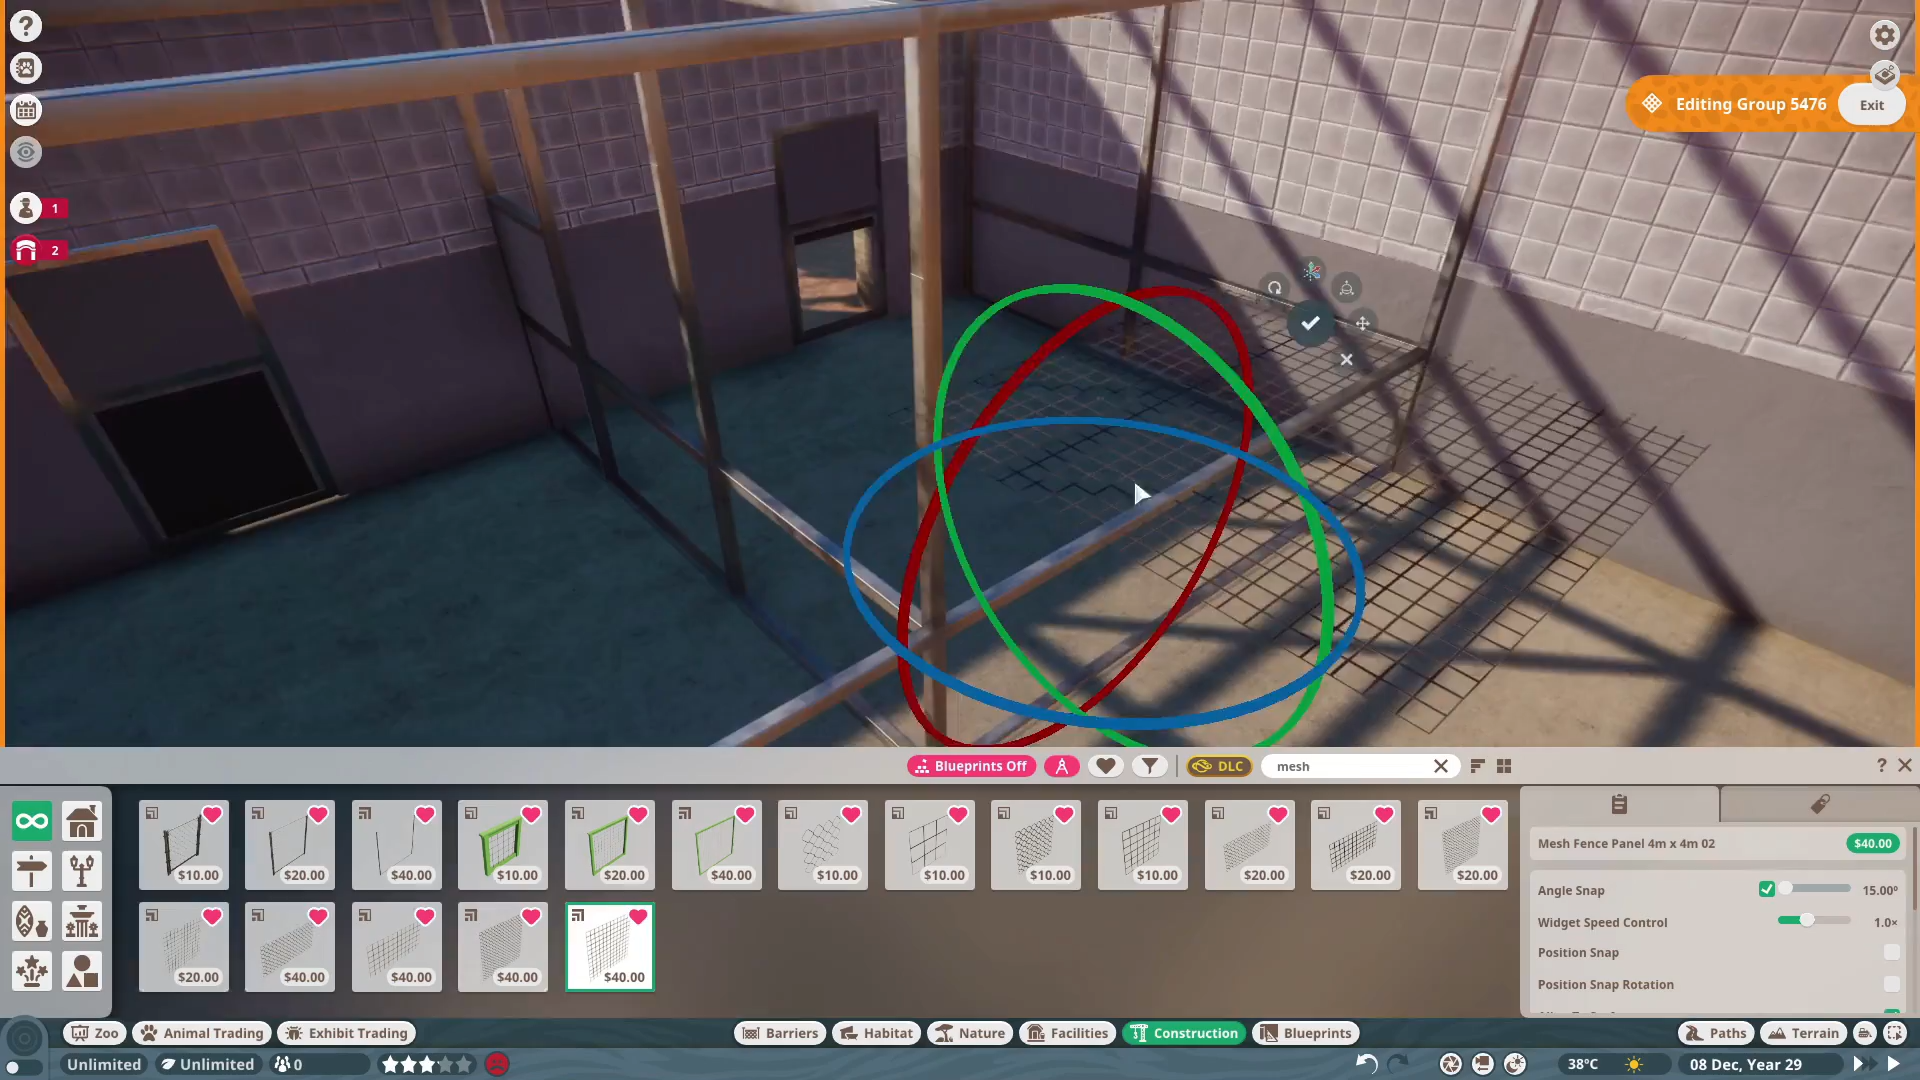 ?
Editing Group 5476
Exit
1
2
Blueprints Off
DLC
mesh
?
$10.00
$20.00
$40.00
$10.00
$20.00
$40.00
$10.00
$10.00
$10.00
$10.00
$20.00
$20.00
$20.00
$20.00
$40.00
$40.00
$40.00
$40.00
Mesh Fence Panel 4m x 4m 02
$40.00
Angle Snap
15.00°
Widget Speed Control
1.0×
Position Snap
Position Snap Rotation
Zoo
Animal Trading
Exhibit Trading
Barriers
Habitat
Nature
Facilities
Construction
Blueprints
Paths
Terrain
Unlimited
Unlimited
0
38°C
08 Dec, Year 29